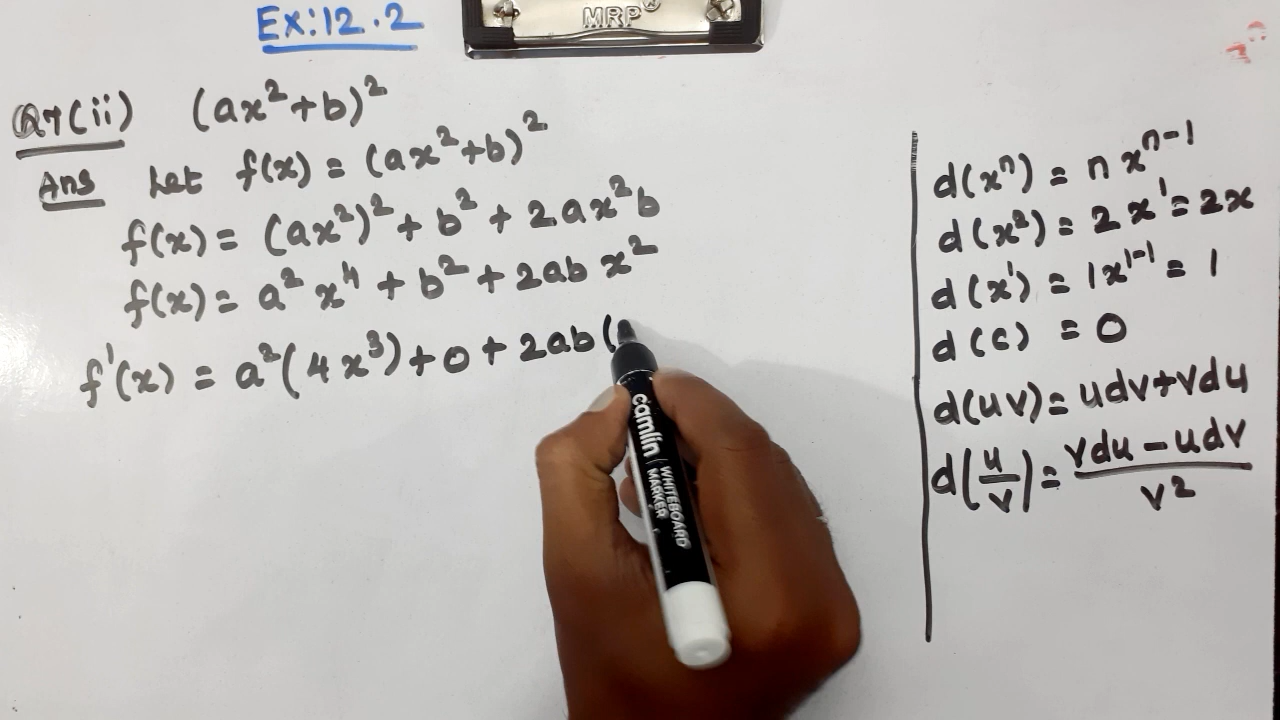 Ex:12.2
MRP
Q7(ii) (ax²+b)²
Ans Let f(x) = (ax²+b)²
f(x) = (ax²)² + b² + 2ax²b
f(x) = a² x⁴ + b² + 2ab x²
f'(x) = a²(4x³) + 0 + 2ab(
d(xⁿ) = n xⁿ⁻¹
d(x²) = 2x¹ = 2x
d(x¹) = 1x¹⁻¹ = 1
d(c) = 0
d(uv) = udv+vdu
d(u/v) = (vdu - udv)/v²
camlin WHITEBOARD
MARKER